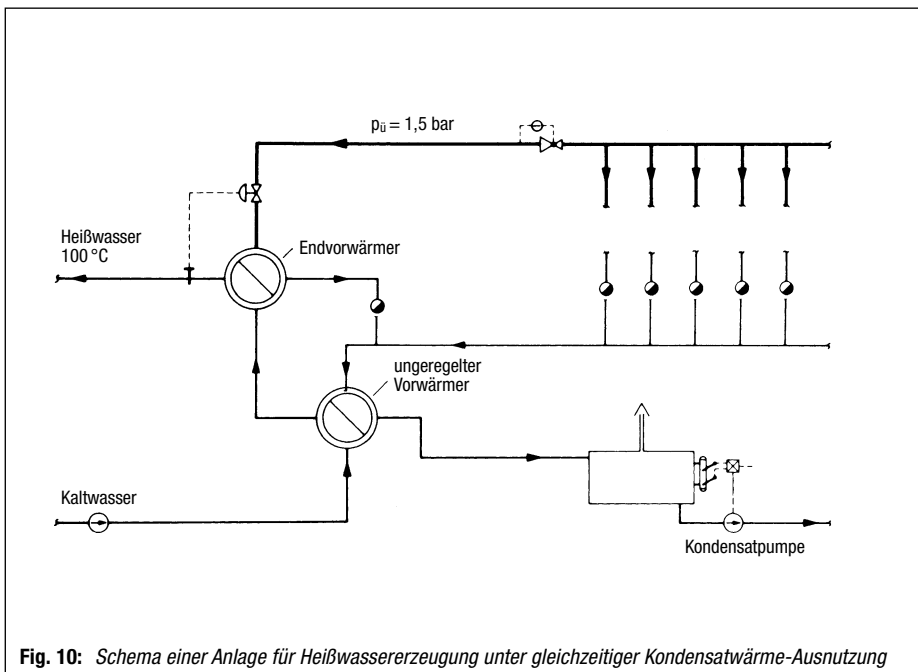 pü = 1,5 bar
Heißwasser
100 °C
Endvorwärmer
ungeregelter
Vorwärmer
Kaltwasser
Kondensatpumpe
Fig. 10: Schema einer Anlage für Heißwassererzeugung unter gleichzeitiger Kondensatwärme-Ausnutzung